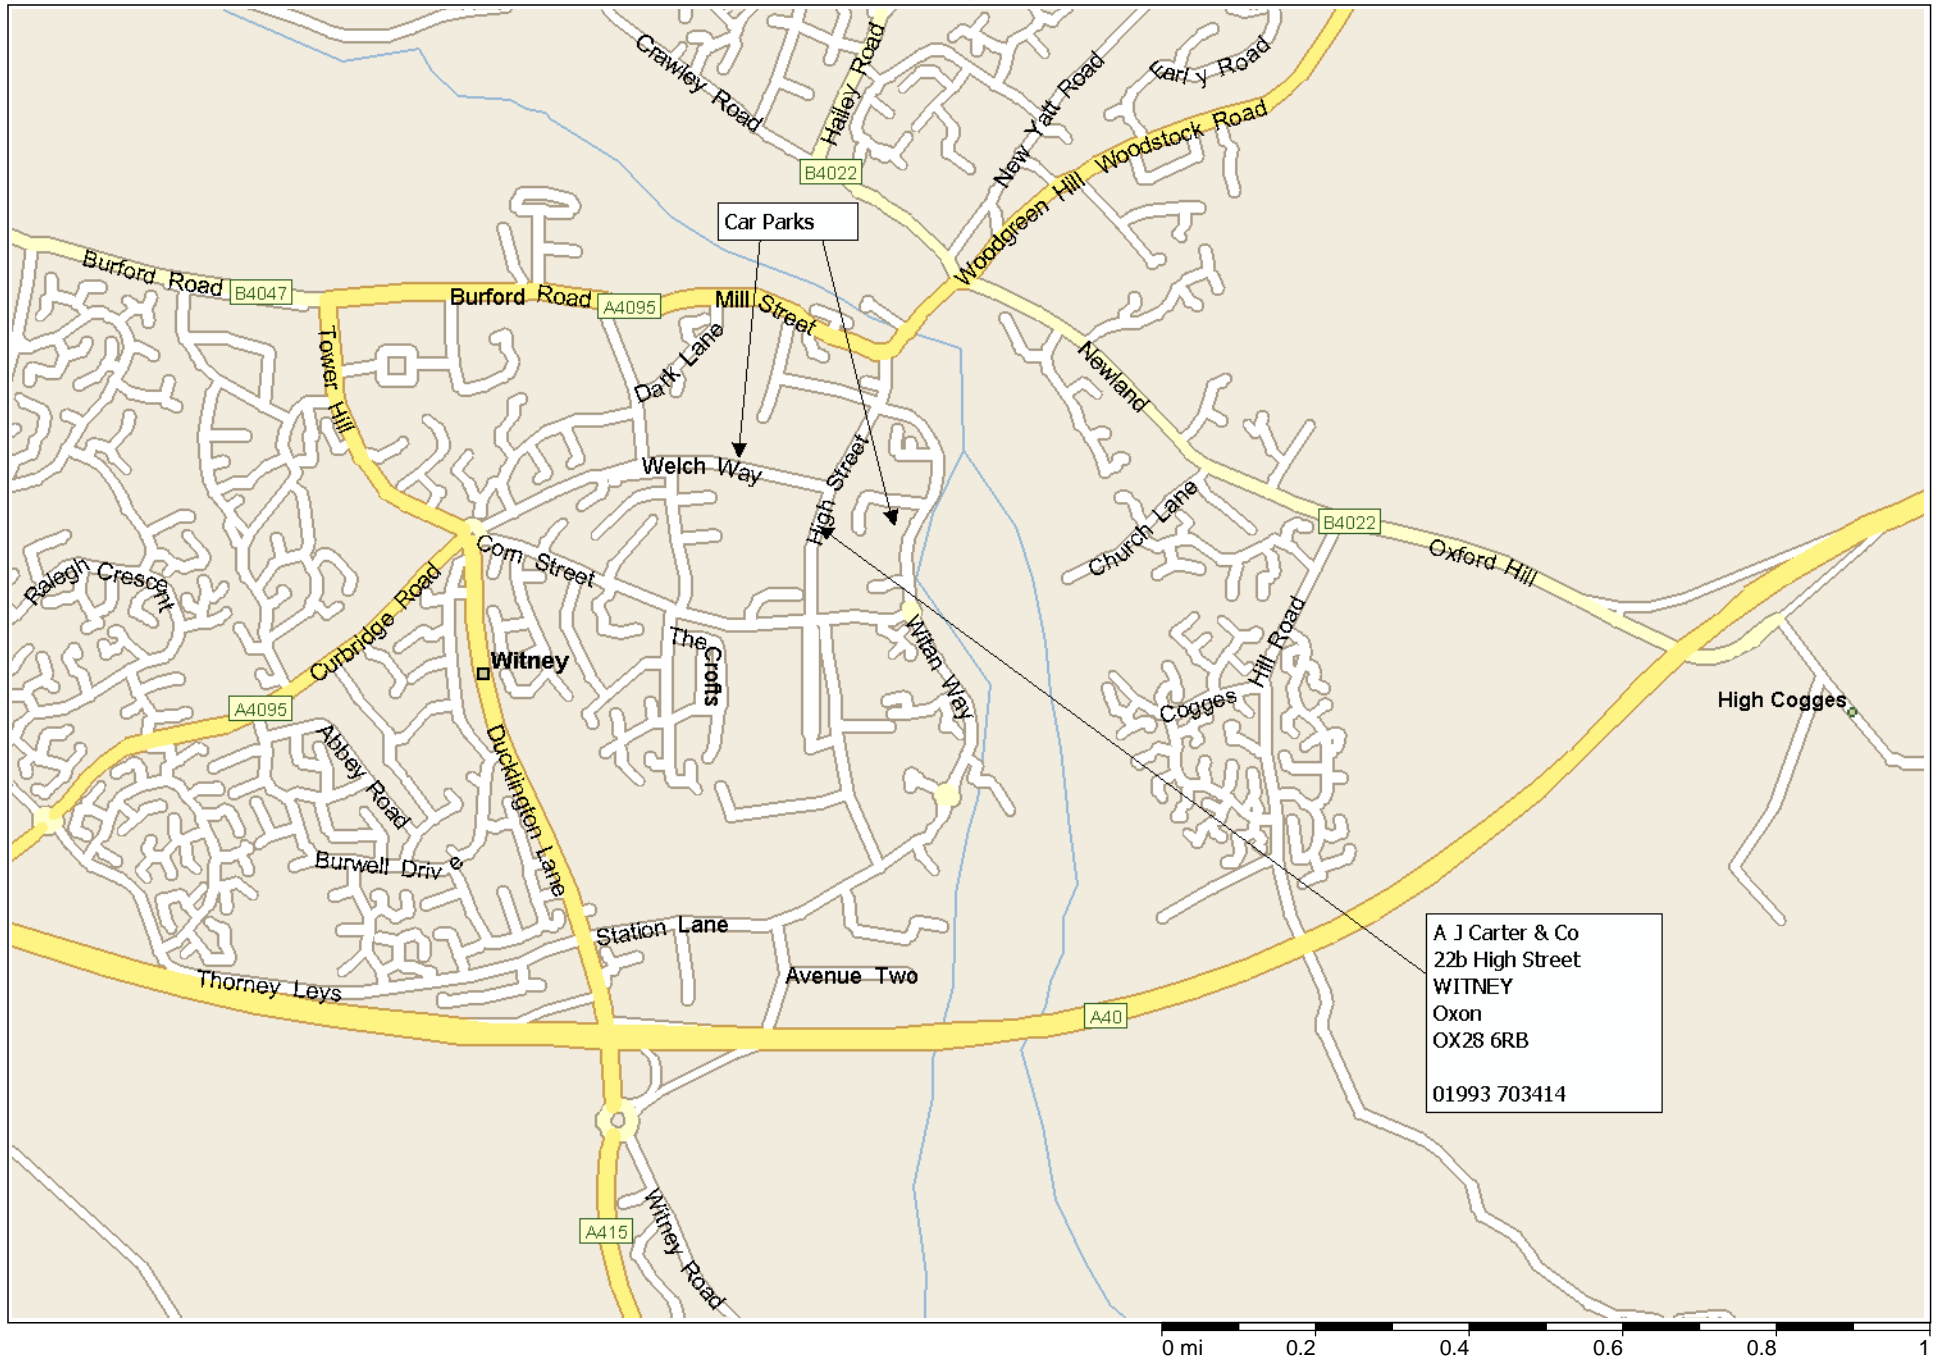 Crawley Road
Hailey Road
New Yatt Road
Early Road
B4022
Woodgreen Hill
Woodstock Road
Car Parks
Burford Road
B4047
Burford Road
A4095
Mill Street
Tower Hill
Dark Lane
Newland
Welch Way
High Street
Church Lane
B4022
Oxford Hill
Corn Street
Ralegh Crescent
Curbridge Road
Witney
The Crofts
Witan Way
Hill Road
Cogges
High Cogges
A4095
Abbey Road
Ducklington Lane
Burwell Drive
Station Lane
Avenue Two
Thorney Leys
A40
A J Carter & Co
22b High Street
WITNEY
Oxon
OX28 6RB
01993 703414
A415
Witney Road
0 mi 0.2 0.4 0.6 0.8 1